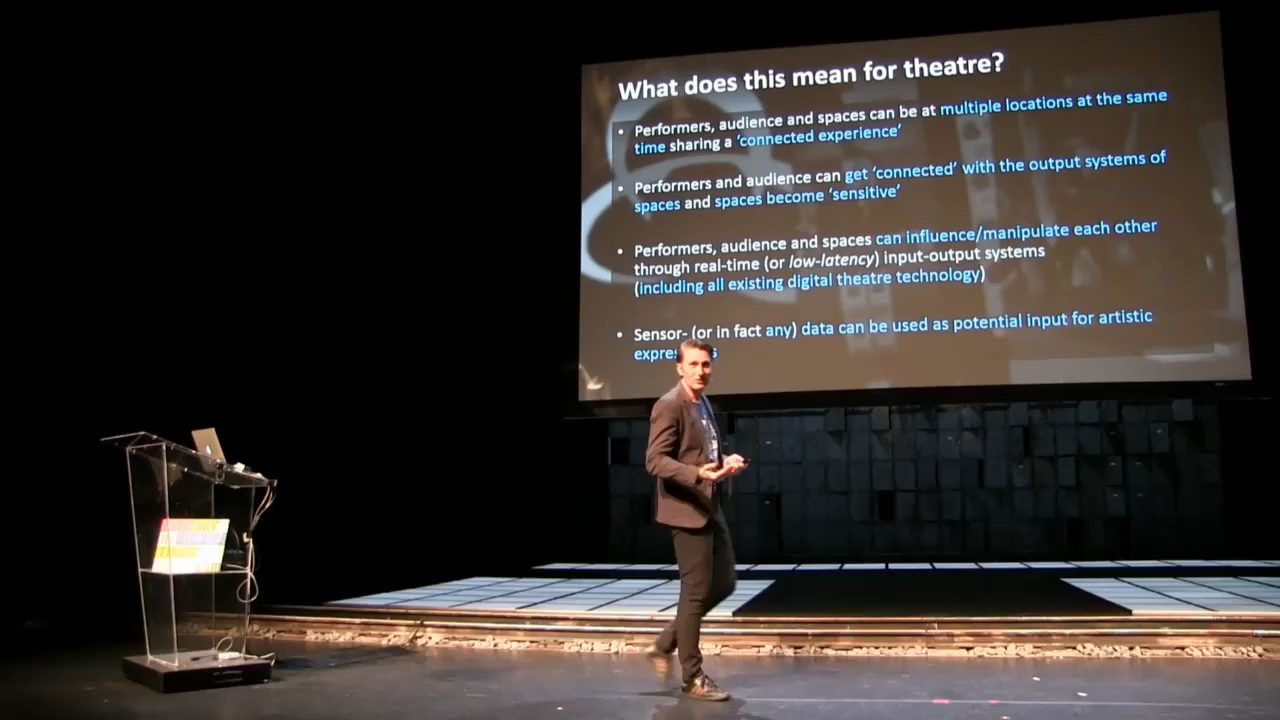 What does this mean for theatre?
• Performers, audience and spaces can be at multiple locations at the same
time sharing a ‘connected experience’
• Performers and audience can get ‘connected’ with the output systems of
spaces and spaces become ‘sensitive’
• Performers, audience and spaces can influence/manipulate each other
through real-time (or low-latency) input-output systems
(including all existing digital theatre technology)
• Sensor- (or in fact any) data can be used as potential input for artistic